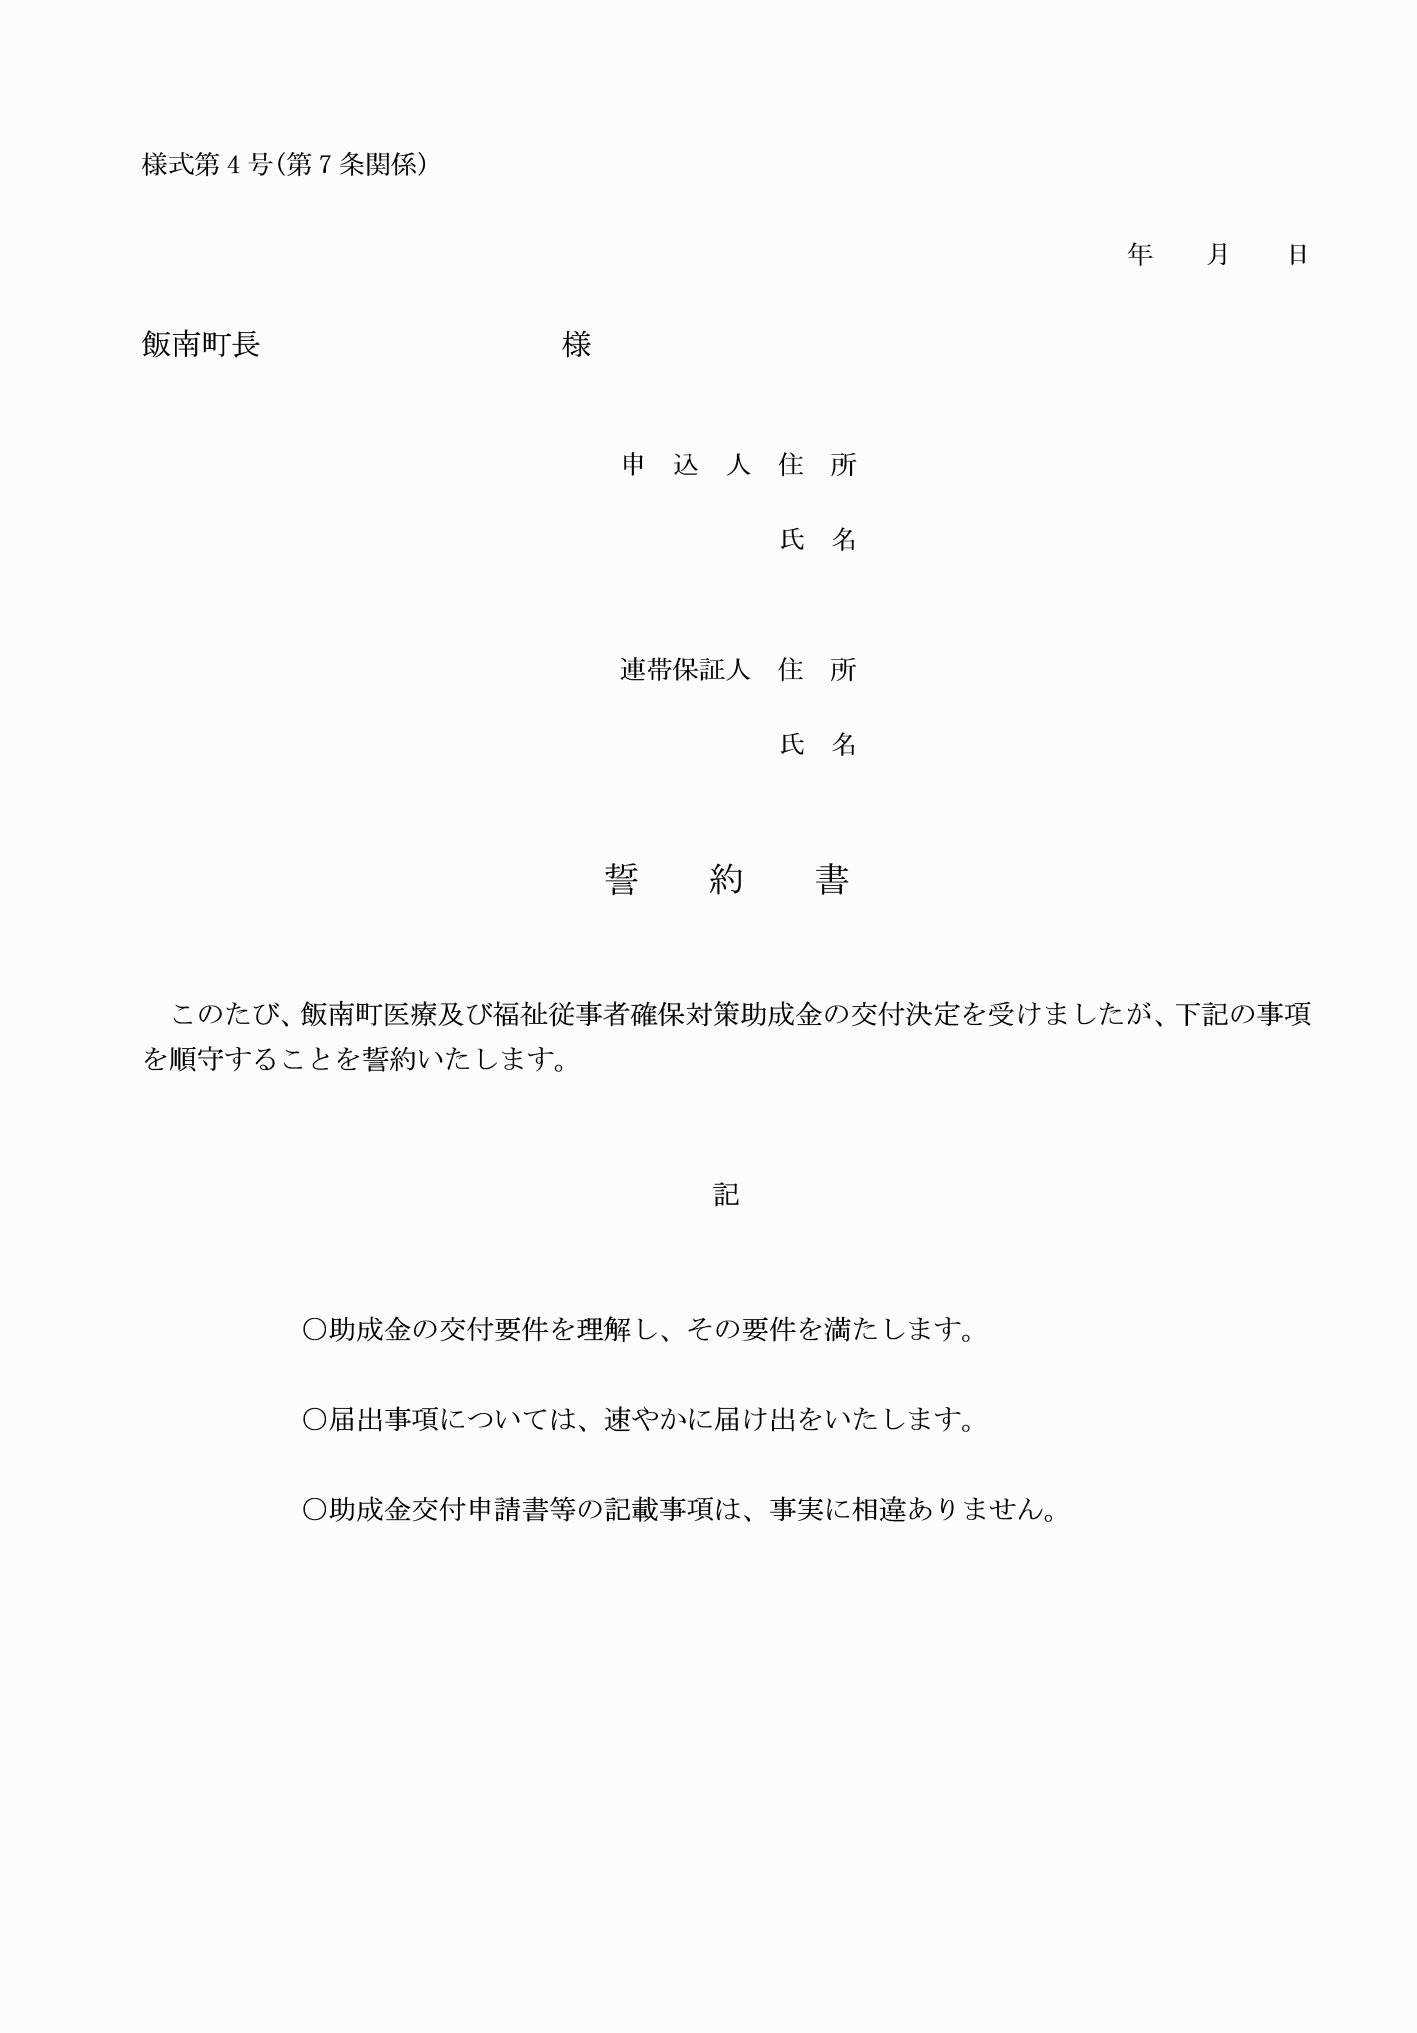 様式第4号(第7条関係)
年　　月　　日
飯南町長　　　　　　　　　　様
申　込　人　住　所
氏　名
連帯保証人　住　所
氏　名
誓　　約　　書
このたび、飯南町医療及び福祉従事者確保対策助成金の交付決定を受けましたが、下記の事項
を順守することを誓約いたします。
記
〇助成金の交付要件を理解し、その要件を満たします。
〇届出事項については、速やかに届け出をいたします。
〇助成金交付申請書等の記載事項は、事実に相違ありません。